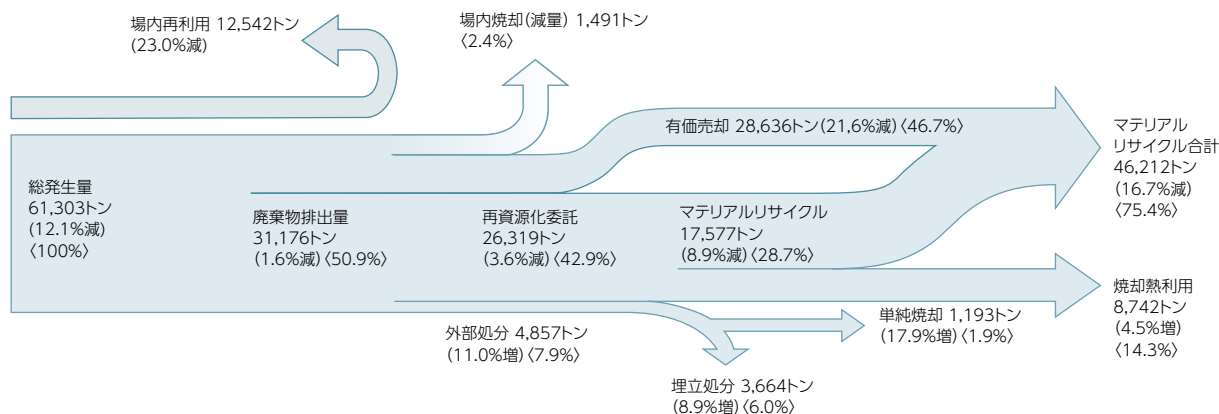 場内再利用 12,542トン
(23.0%減)
場内焼却(減量) 1,491トン
〈2.4%〉
有価売却 28,636トン(21,6%減)〈46.7%〉
マテリアル
リサイクル合計
46,212トン
(16.7%減)
〈75.4%〉
総発生量
61,303トン
(12.1%減)
〈100%〉
廃棄物排出量
31,176トン
(1.6%減)〈50.9%〉
再資源化委託
26,319トン
(3.6%減)〈42.9%〉
マテリアルリサイクル
17,577トン
(8.9%減)〈28.7%〉
焼却熱利用
8,742トン
(4.5%増)
〈14.3%〉
外部処分 4,857トン
(11.0%増)〈7.9%〉
単純焼却 1,193トン
(17.9%増)〈1.9%〉
埋立処分 3,664トン
(8.9%増)〈6.0%〉